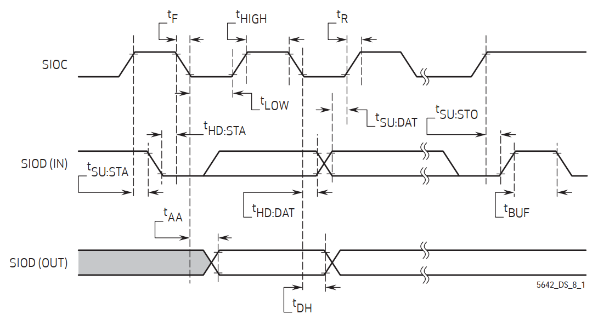 tF
tHIGH
tR
SIOC
tLOW
tSU:DAT
tSU:STO
tHD:STA
SIOD (IN)
tSU:STA
tHD:DAT
tBUF
tAA
SIOD (OUT)
5642_DS_8_1
tDH